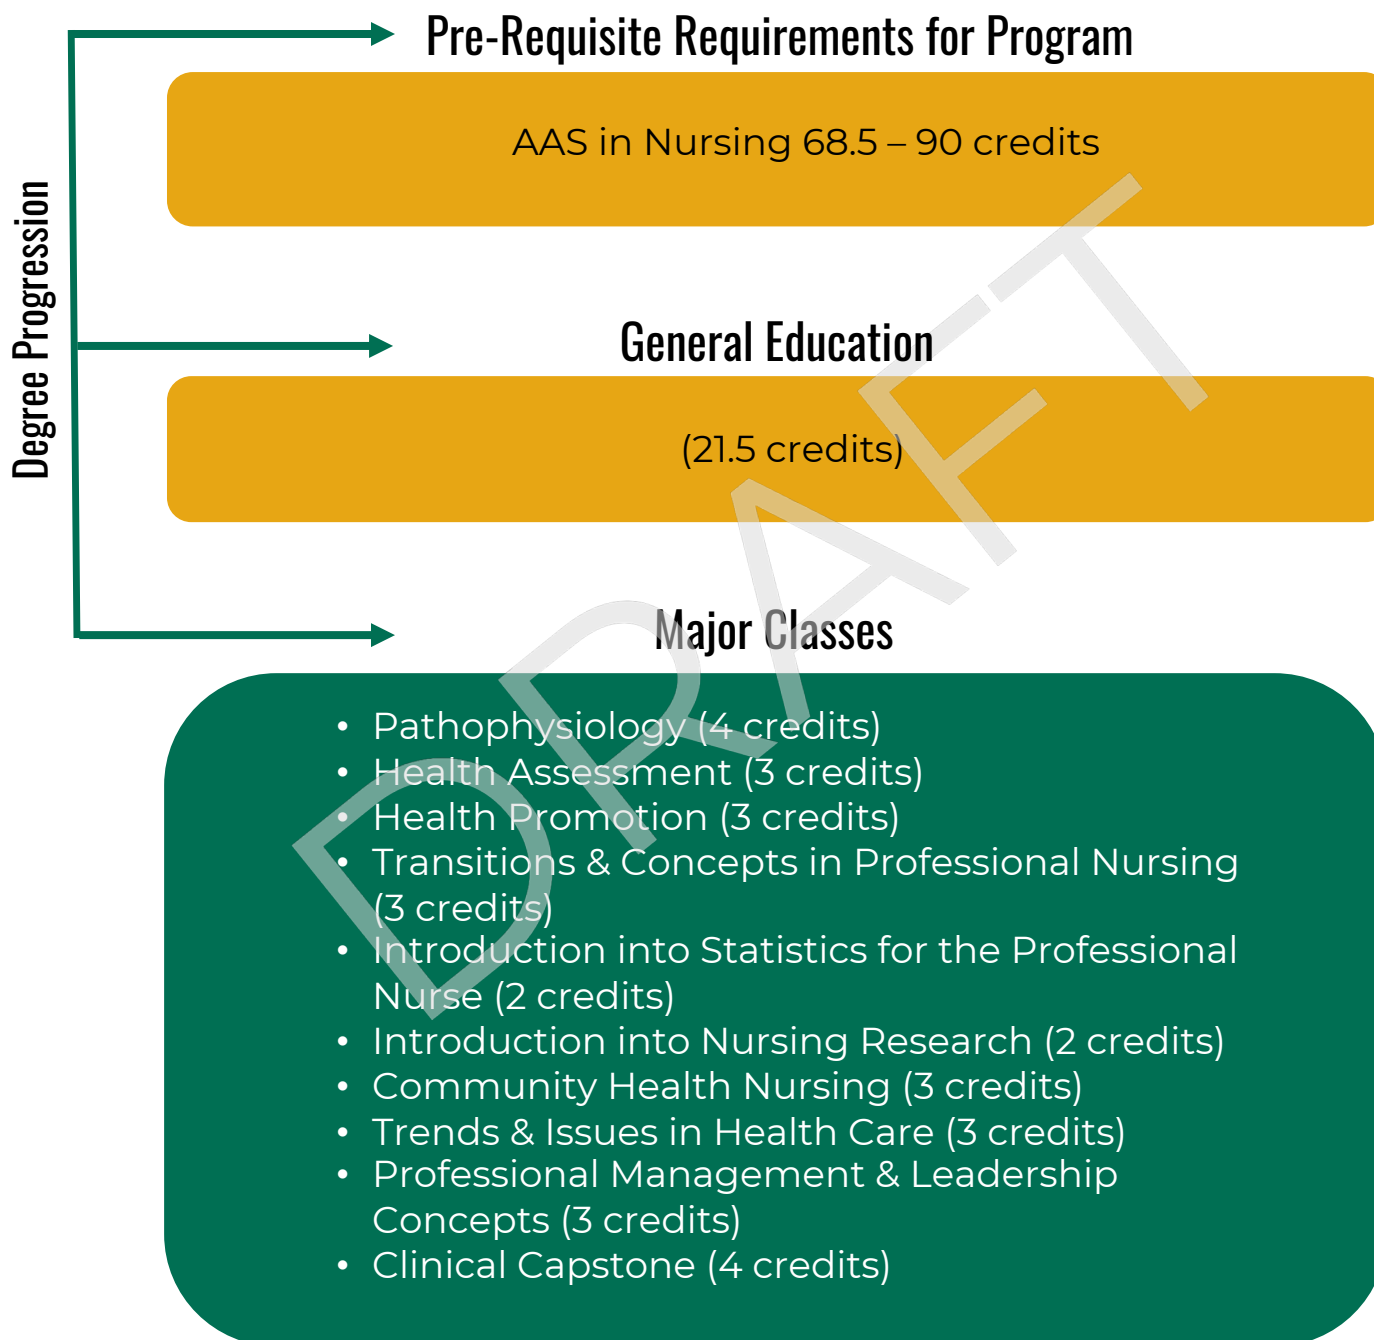 Pre-Requisite Requirements for Program
AAS in Nursing 68.5 – 90 credits
Degree Progression
General Education
(21.5 credits)
Major Classes
• Pathophysiology (4 credits)
• Health Assessment (3 credits)
• Health Promotion (3 credits)
• Transitions & Concepts in Professional Nursing
(3 credits)
• Introduction into Statistics for the Professional
Nurse (2 credits)
• Introduction into Nursing Research (2 credits)
• Community Health Nursing (3 credits)
• Trends & Issues in Health Care (3 credits)
• Professional Management & Leadership
Concepts (3 credits)
• Clinical Capstone (4 credits)
DRAFT